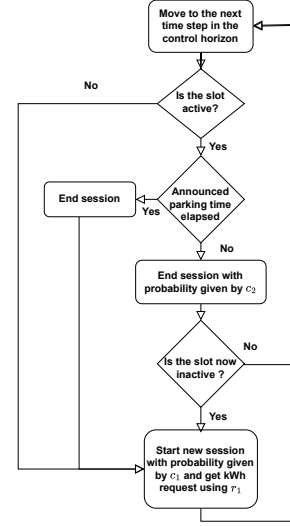 Move to the next
time step in the
control horizon
No
Is the slot
active?
Yes
Announced
parking time
elapsed
End session
Yes
No
End session with
probability given by c₂
Is the slot now
inactive ?
No
Yes
Start new session
with probability given
by c₁ and get kWh
request using r₁